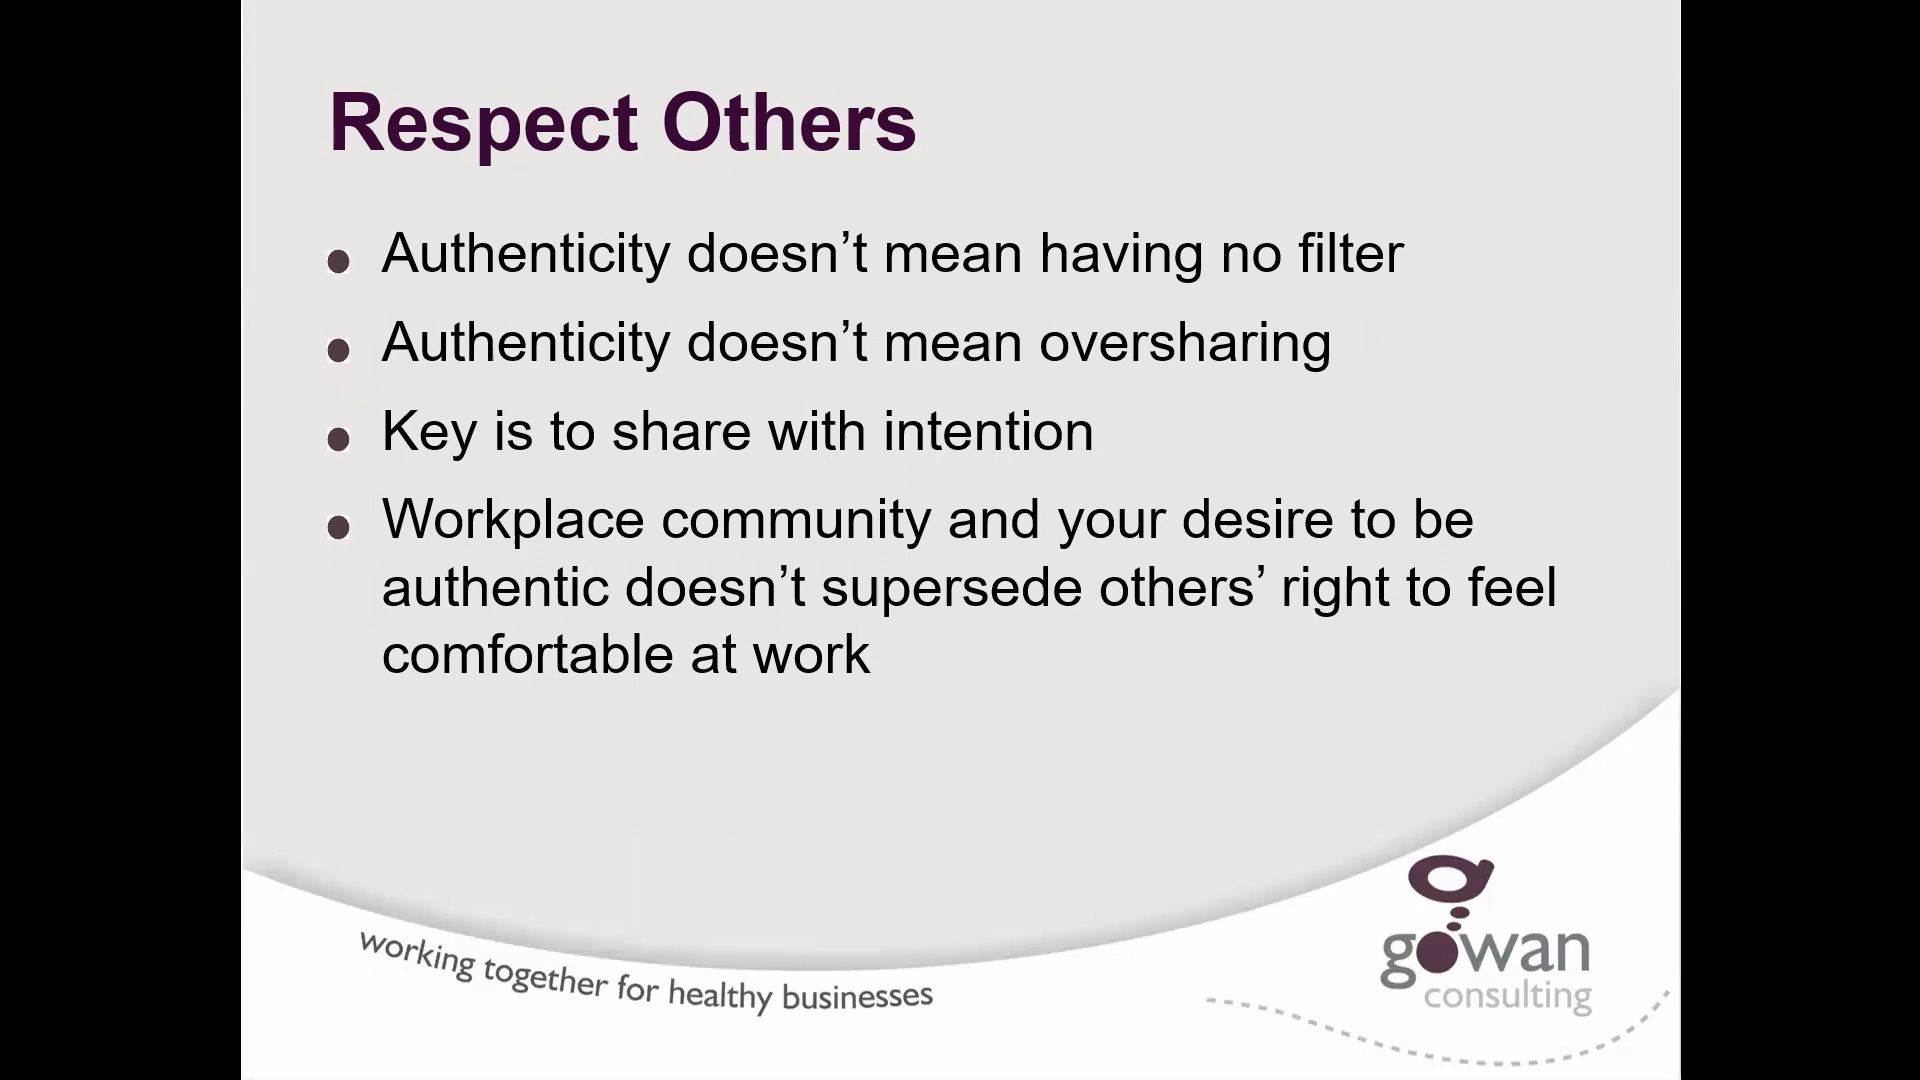 Respect Others
Authenticity doesn’t mean having no filter
Authenticity doesn’t mean oversharing
Key is to share with intention
Workplace community and your desire to be
authentic doesn’t supersede others’ right to feel
comfortable at work
working together for healthy businesses
gowan
consulting